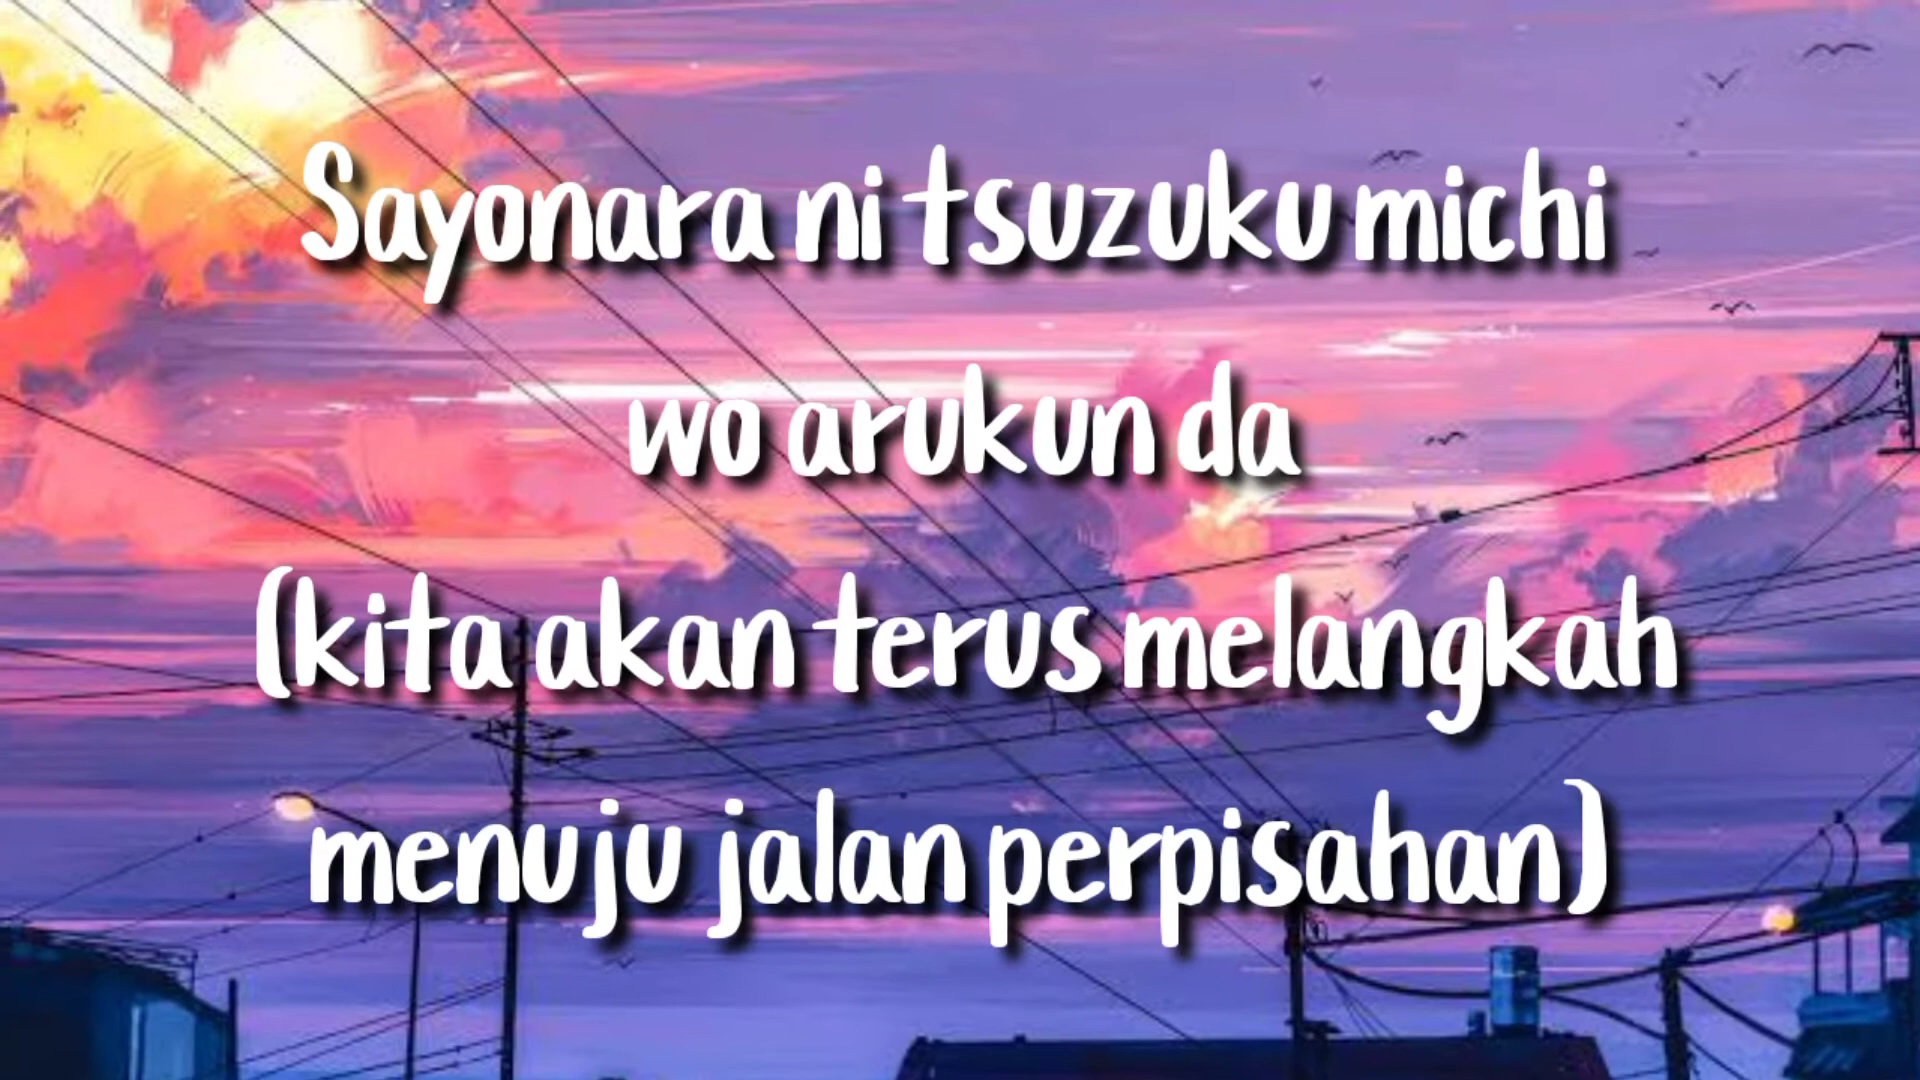 Sayonara ni tsuzuku michi
wo arukun da
(kita akan terus melangkah
menuju jalan perpisahan)